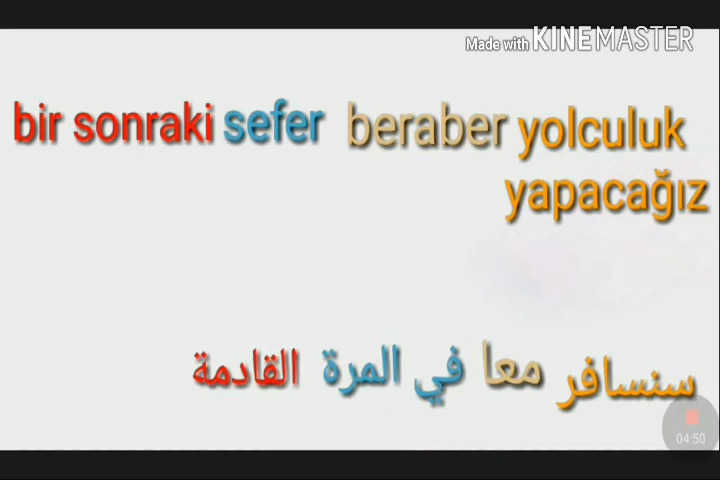 Made with KINEMASTER
bir sonraki sefer beraber yolculuk
yapacağız
سنسافر معا في المرة القادمة
04:50